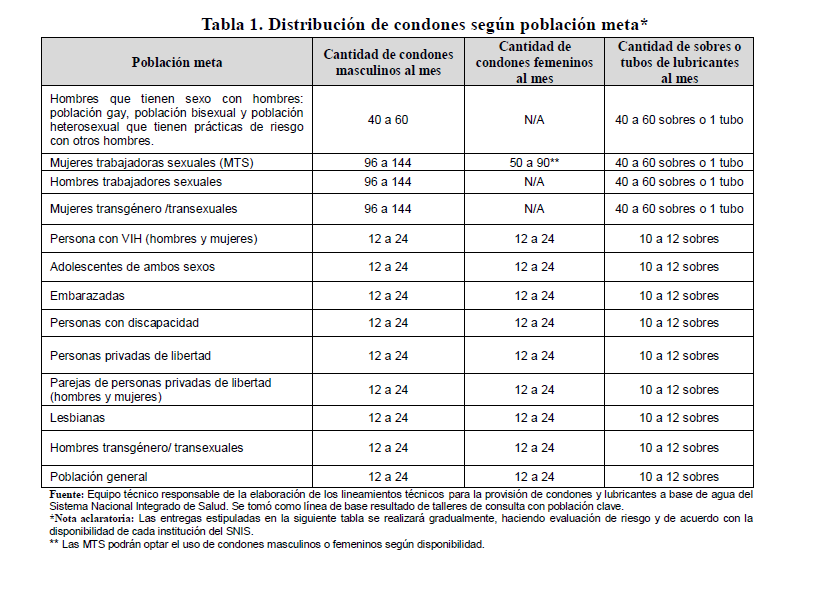 Tabla 1. Distribución de condones según población meta*
Población meta
Cantidad de condones
masculinos al mes
Cantidad de
condones femeninos
al mes
Cantidad de sobres o
tubos de lubricantes
al mes
Hombres que tienen sexo con hombres:
población gay, población bisexual y población
heterosexual que tienen prácticas de riesgo
con otros hombres.
40 a 60
N/A
40 a 60 sobres o 1 tubo
Mujeres trabajadoras sexuales (MTS)
96 a 144
50 a 90**
40 a 60 sobres o 1 tubo
Hombres trabajadores sexuales
96 a 144
N/A
40 a 60 sobres o 1 tubo
Mujeres transgénero /transexuales
96 a 144
N/A
40 a 60 sobres o 1 tubo
Persona con VIH (hombres y mujeres)
12 a 24
12 a 24
10 a 12 sobres
Adolescentes de ambos sexos
12 a 24
12 a 24
10 a 12 sobres
Embarazadas
12 a 24
12 a 24
10 a 12 sobres
Personas con discapacidad
12 a 24
12 a 24
10 a 12 sobres
Personas privadas de libertad
12 a 24
12 a 24
10 a 12 sobres
Parejas de personas privadas de libertad
(hombres y mujeres)
12 a 24
12 a 24
10 a 12 sobres
Lesbianas
12 a 24
12 a 24
10 a 12 sobres
Hombres transgénero/ transexuales
12 a 24
12 a 24
10 a 12 sobres
Población general
12 a 24
12 a 24
10 a 12 sobres
Fuente: Equipo técnico responsable de la elaboración de los lineamientos técnicos para la provisión de condones y lubricantes a base de agua del
Sistema Nacional Integrado de Salud. Se tomó como línea de base resultado de talleres de consulta con población clave.
*Nota aclaratoria: Las entregas estipuladas en la siguiente tabla se realizará gradualmente, haciendo evaluación de riesgo y de acuerdo con la
disponibilidad de cada institución del SNIS.
** Las MTS podrán optar el uso de condones masculinos o femeninos según disponibilidad.